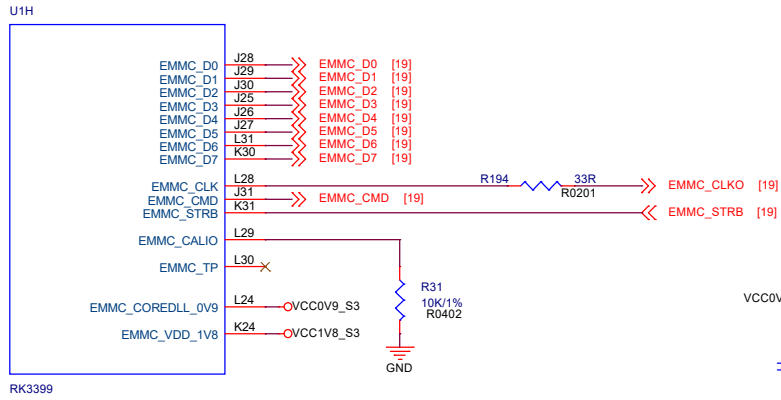 U1H
EMMC_D0 J28 EMMC_D0 [19]
EMMC_D1 J29 EMMC_D1 [19]
EMMC_D2 J30 EMMC_D2 [19]
EMMC_D3 J25 EMMC_D3 [19]
EMMC_D4 J26 EMMC_D4 [19]
EMMC_D5 J27 EMMC_D5 [19]
EMMC_D6 L31 EMMC_D6 [19]
EMMC_D7 K30 EMMC_D7 [19]
EMMC_CLK L28 R194 33R EMMC_CLKO [19]
R0201
EMMC_CMD J31 EMMC_CMD [19]
EMMC_STRB K31 EMMC_STRB [19]
EMMC_CALIO L29
EMMC_TP L30
R31
10K/1%
R0402
EMMC_COREDLL_0V9 L24 VCC0V9_S3
VCC0V
EMMC_VDD_1V8 K24 VCC1V8_S3
GND
RK3399